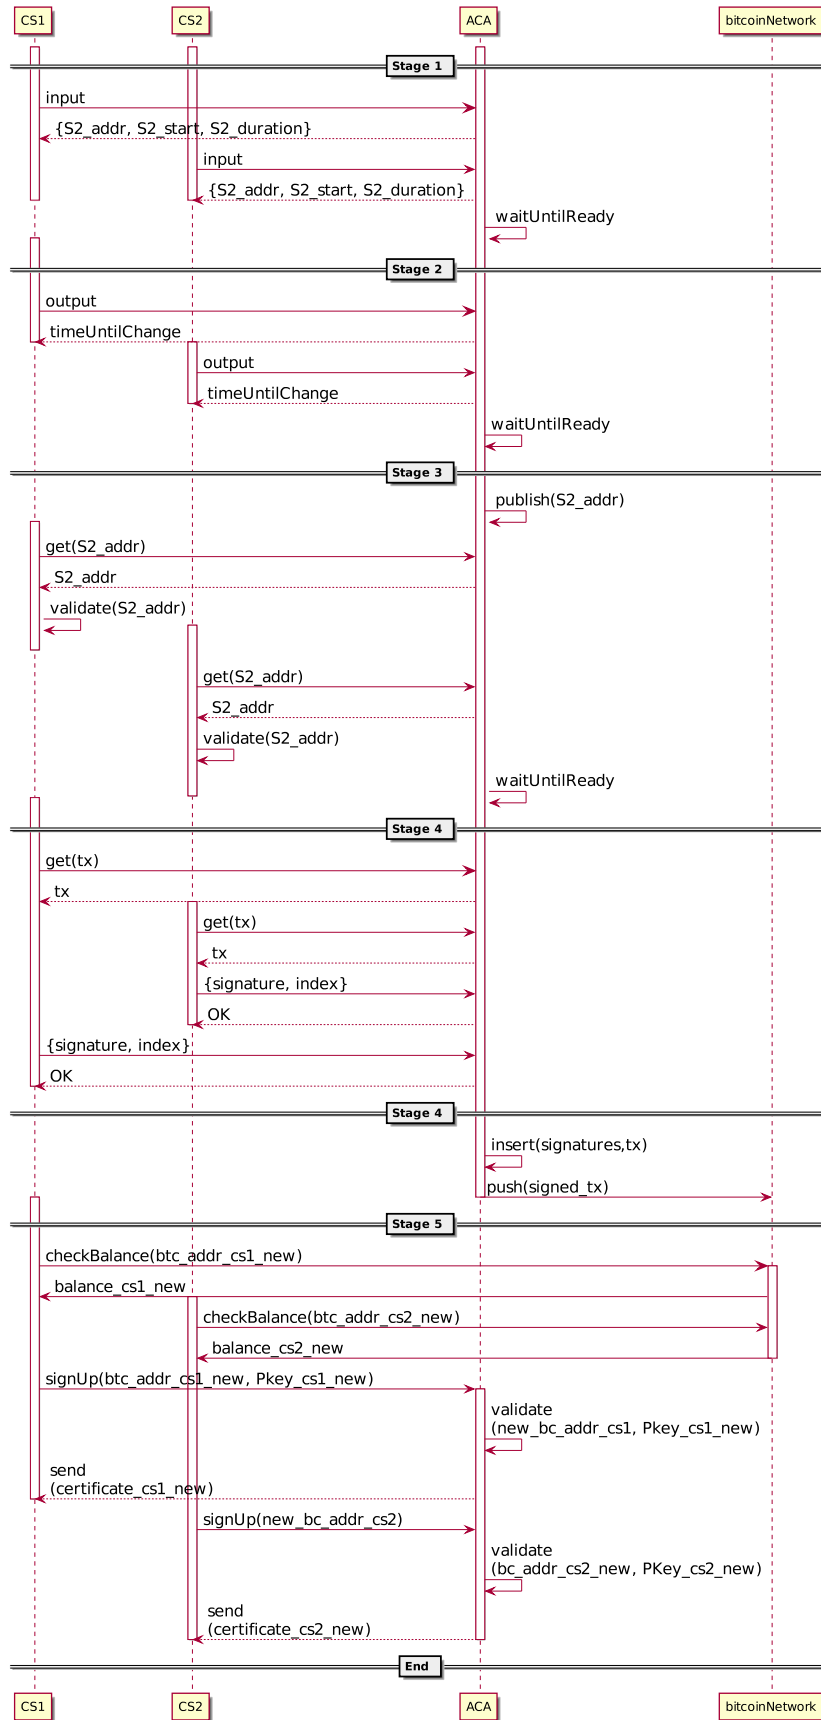 CS1 CS2 ACA bitcoinNetwork
Stage 1
input
{S2_addr, S2_start, S2_duration}
input
{S2_addr, S2_start, S2_duration}
waitUntilReady
Stage 2
output
timeUntilChange
output
timeUntilChange
waitUntilReady
Stage 3
publish(S2_addr)
get(S2_addr)
S2_addr
validate(S2_addr)
get(S2_addr)
S2_addr
validate(S2_addr)
waitUntilReady
Stage 4
get(tx)
tx
get(tx)
tx
{signature, index}
OK
{signature, index}
OK
Stage 4
insert(signatures,tx)
push(signed_tx)
Stage 5
checkBalance(btc_addr_cs1_new)
balance_cs1_new
checkBalance(btc_addr_cs2_new)
balance_cs2_new
signUp(btc_addr_cs1_new, Pkey_cs1_new)
validate
(new_bc_addr_cs1, Pkey_cs1_new)
send
(certificate_cs1_new)
signUp(new_bc_addr_cs2)
validate
(bc_addr_cs2_new, PKey_cs2_new)
send
(certificate_cs2_new)
End
CS1 CS2 ACA bitcoinNetwork